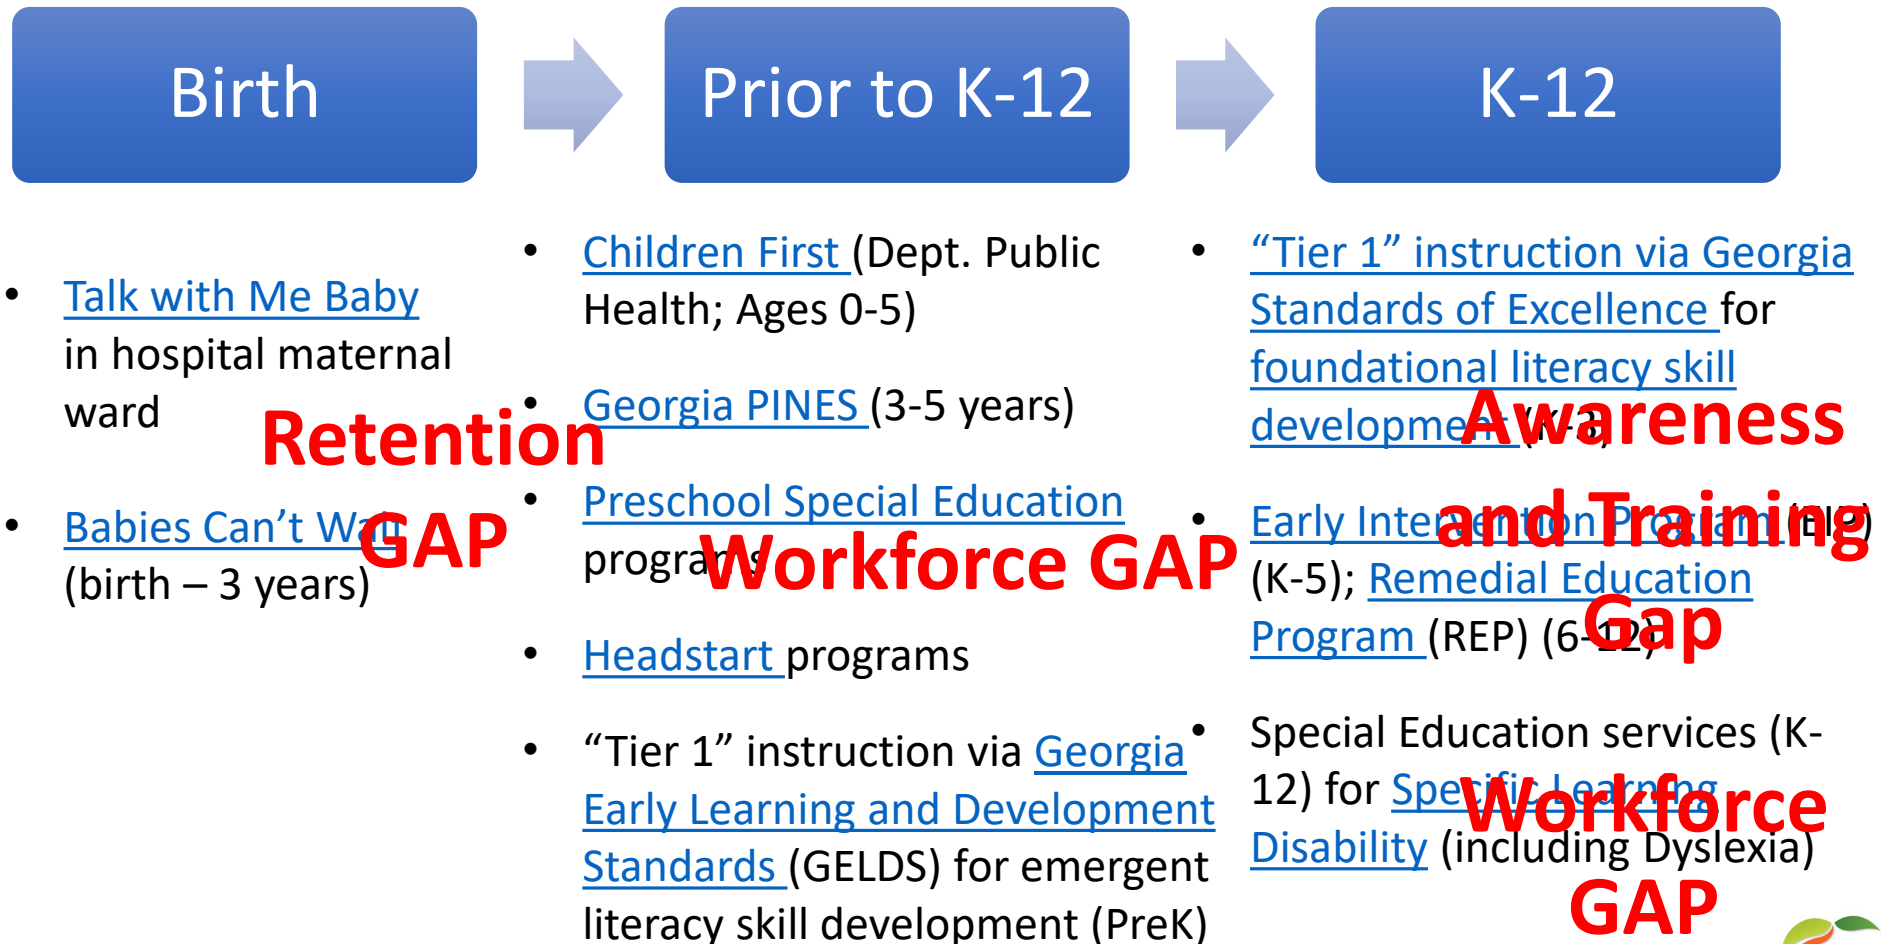 Birth
Prior to K-12
K-12
• Talk with Me Baby
in hospital maternal
ward
• Babies Can’t Wait
(birth – 3 years)
Retention
GAP
• Children First (Dept. Public
Health; Ages 0-5)
• Georgia PINES (3-5 years)
• Preschool Special Education
programs
• Headstart programs
• “Tier 1” instruction via Georgia
Early Learning and Development
Standards (GELDS) for emergent
literacy skill development (PreK)
Workforce GAP
• “Tier 1” instruction via Georgia
Standards of Excellence for
foundational literacy skill
development (K-3)
• Early Intervention Program (EIP)
(K-5); Remedial Education
Program (REP) (6-12)
• Special Education services (K-
12) for Specific Learning
Disability (including Dyslexia)
Awareness
and Training
Gap
Workforce
GAP